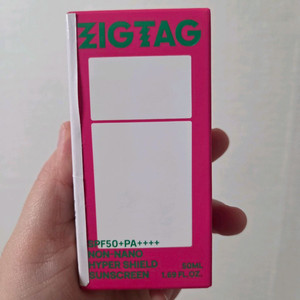 ZIGTAG
SPF50+PA++++
NON-NANO
HYPER SHIELD 50ML
SUNSCREEN 1.69 FL.OZ.